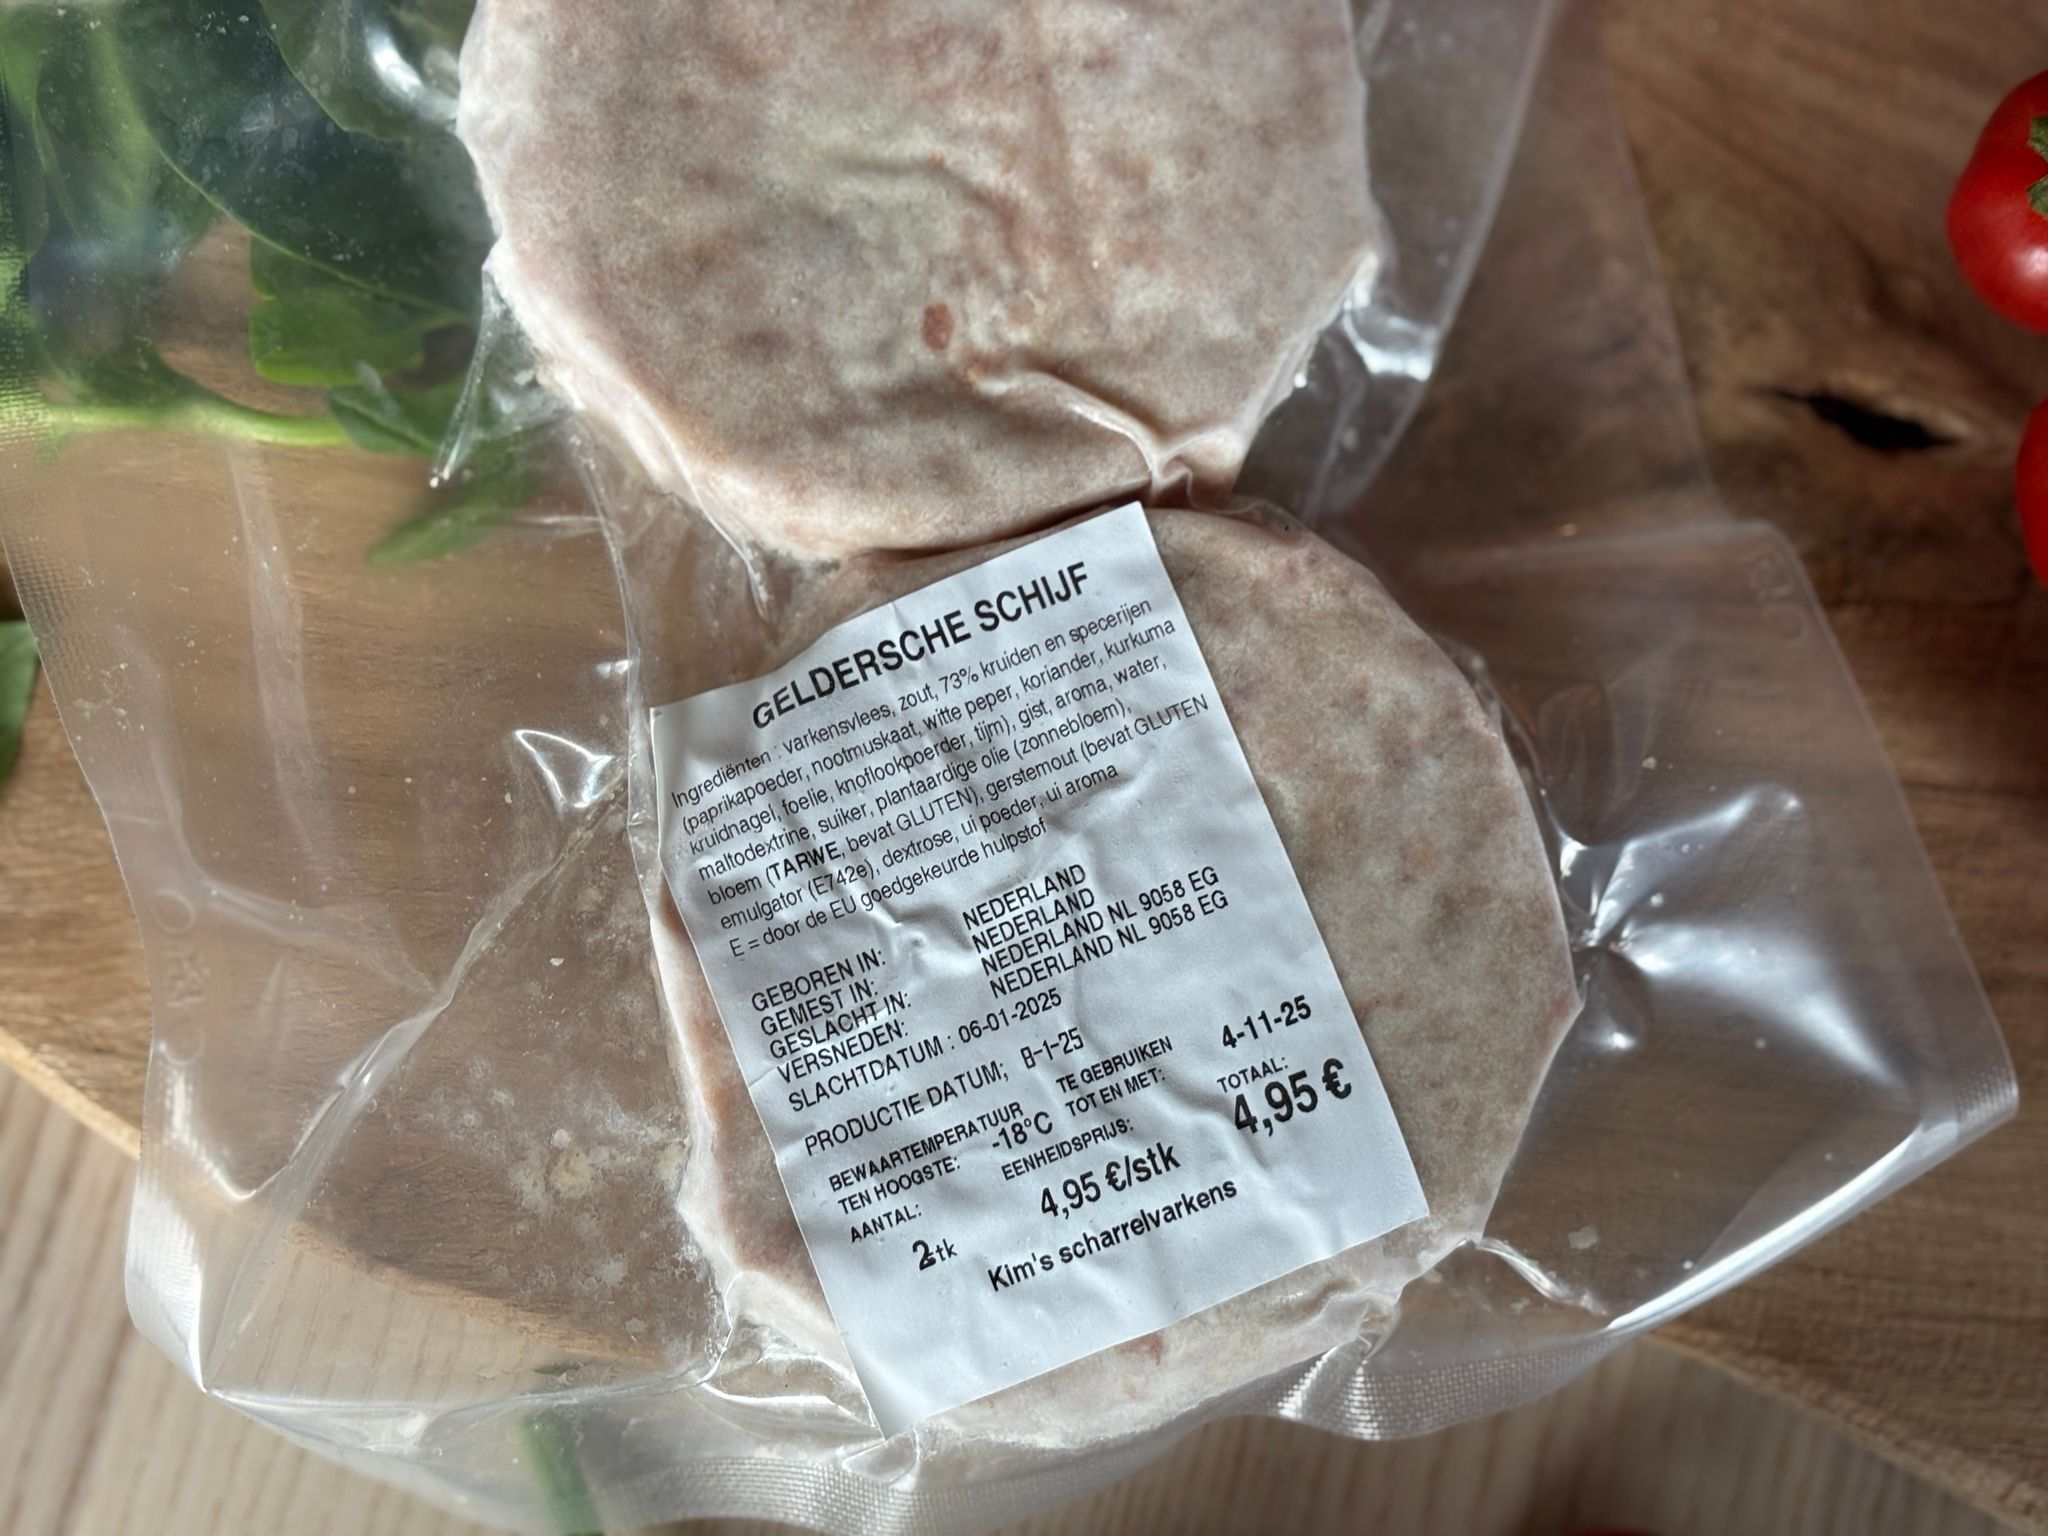 GELDERSCHE SCHIJF
Ingrediënten : varkensvlees, zout, 73% kruiden en specerijen
(paprikapoeder, nootmuskaat, witte peper, koriander, kurkuma
kruidnagel, foelie, knoflookpoerder, tijm), gist, aroma, water,
maltodextrine, suiker, plantaardige olie (zonnebloem),
bloem (TARWE, bevat GLUTEN), gerstemout (bevat GLUTEN
emulgator (E742e), dextrose, ui poeder, ui aroma
E = door de EU goedgekeurde hulpstof
GEBOREN IN: NEDERLAND
GEMEST IN: NEDERLAND
GESLACHT IN: NEDERLAND NL 9058 EG
VERSNEDEN: NEDERLAND NL 9058 EG
SLACHTDATUM : 06-01-2025
PRODUCTIE DATUM; 8-1-25
BEWAARTEMPERATUUR TE GEBRUIKEN 4-11-25
TEN HOOGSTE: -18°C TOT EN MET:
AANTAL: EENHEIDSPRIJS: TOTAAL:
4,95 €/stk 4,95 €
Kim's scharrelvarkens